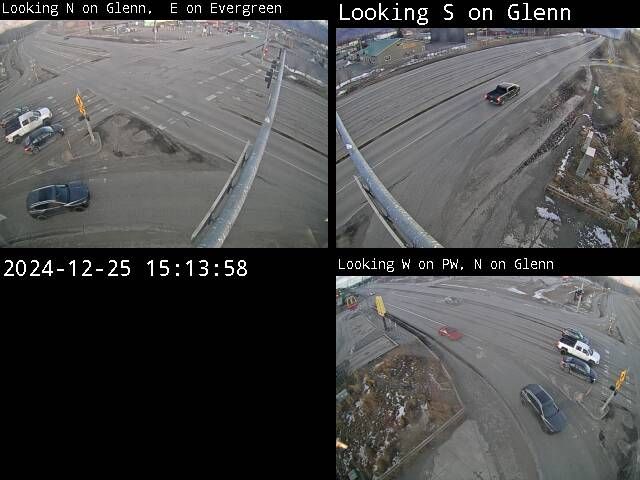 Looking N on Glenn,  E on Evergreen
Looking S on Glenn
2024-12-25 15:13:58
Looking W on PW, N on Glenn